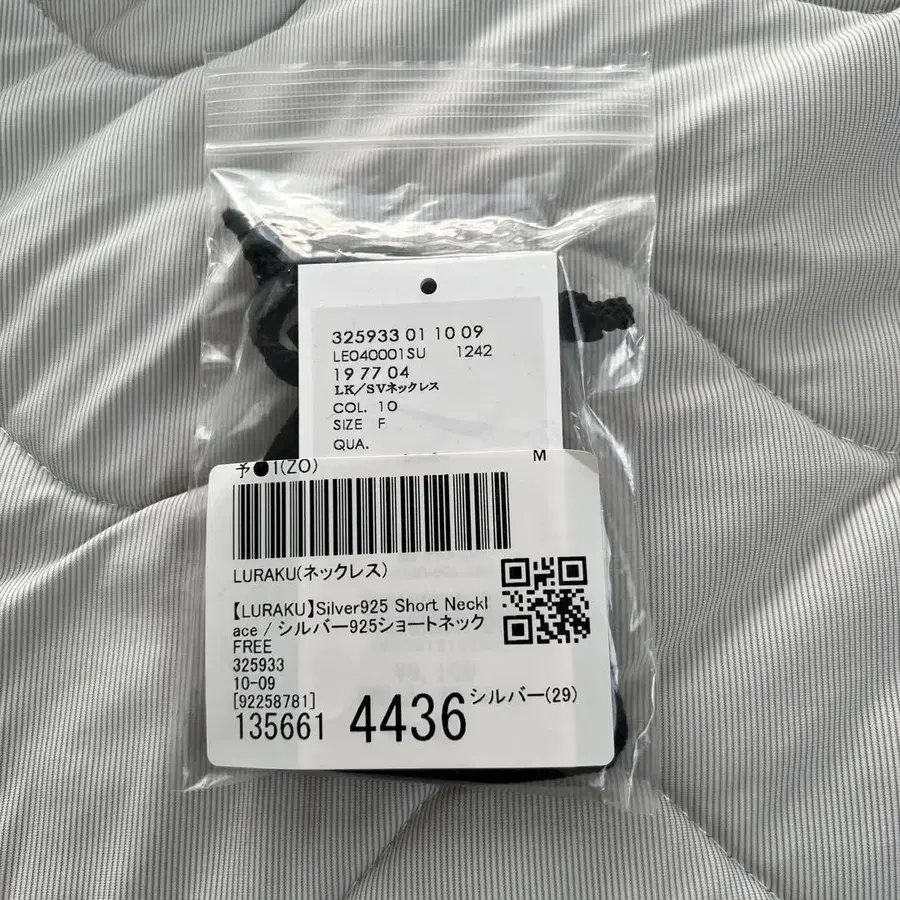 325933 01 10 09
LE040001SU 1242
19 77 04
LK/SVネックレス
COL. 10
SIZE F
QUA.
予●1(ZO) M
LURAKU(ネックレス)
【LURAKU】Silver925 Short Neckl
ace / シルバー925ショートネック
FREE
325933
10-09
[92258781]
135661 4436 シルバー(29)